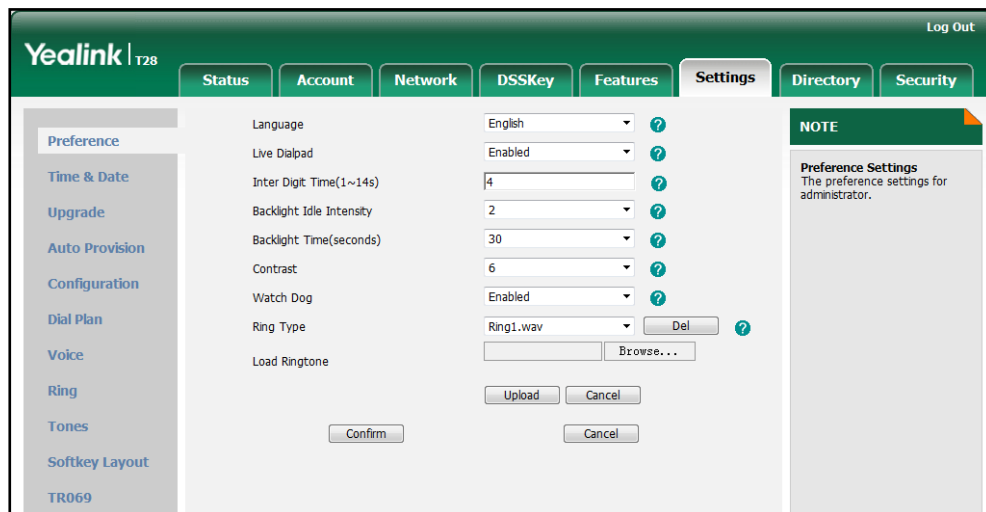 Log Out
Yealink T28
Status Account Network DSSKey Features Settings Directory Security
Preference
Time & Date
Upgrade
Auto Provision
Configuration
Dial Plan
Voice
Ring
Tones
Softkey Layout
TR069
Language English ?
Live Dialpad Enabled ?
Inter Digit Time(1~14s) 4 ?
Backlight Idle Intensity 2 ?
Backlight Time(seconds) 30 ?
Contrast 6 ?
Watch Dog Enabled ?
Ring Type Ring1.wav Del ?
Load Ringtone Browse...
Upload Cancel
Confirm Cancel
NOTE
Preference Settings
The preference settings for
administrator.